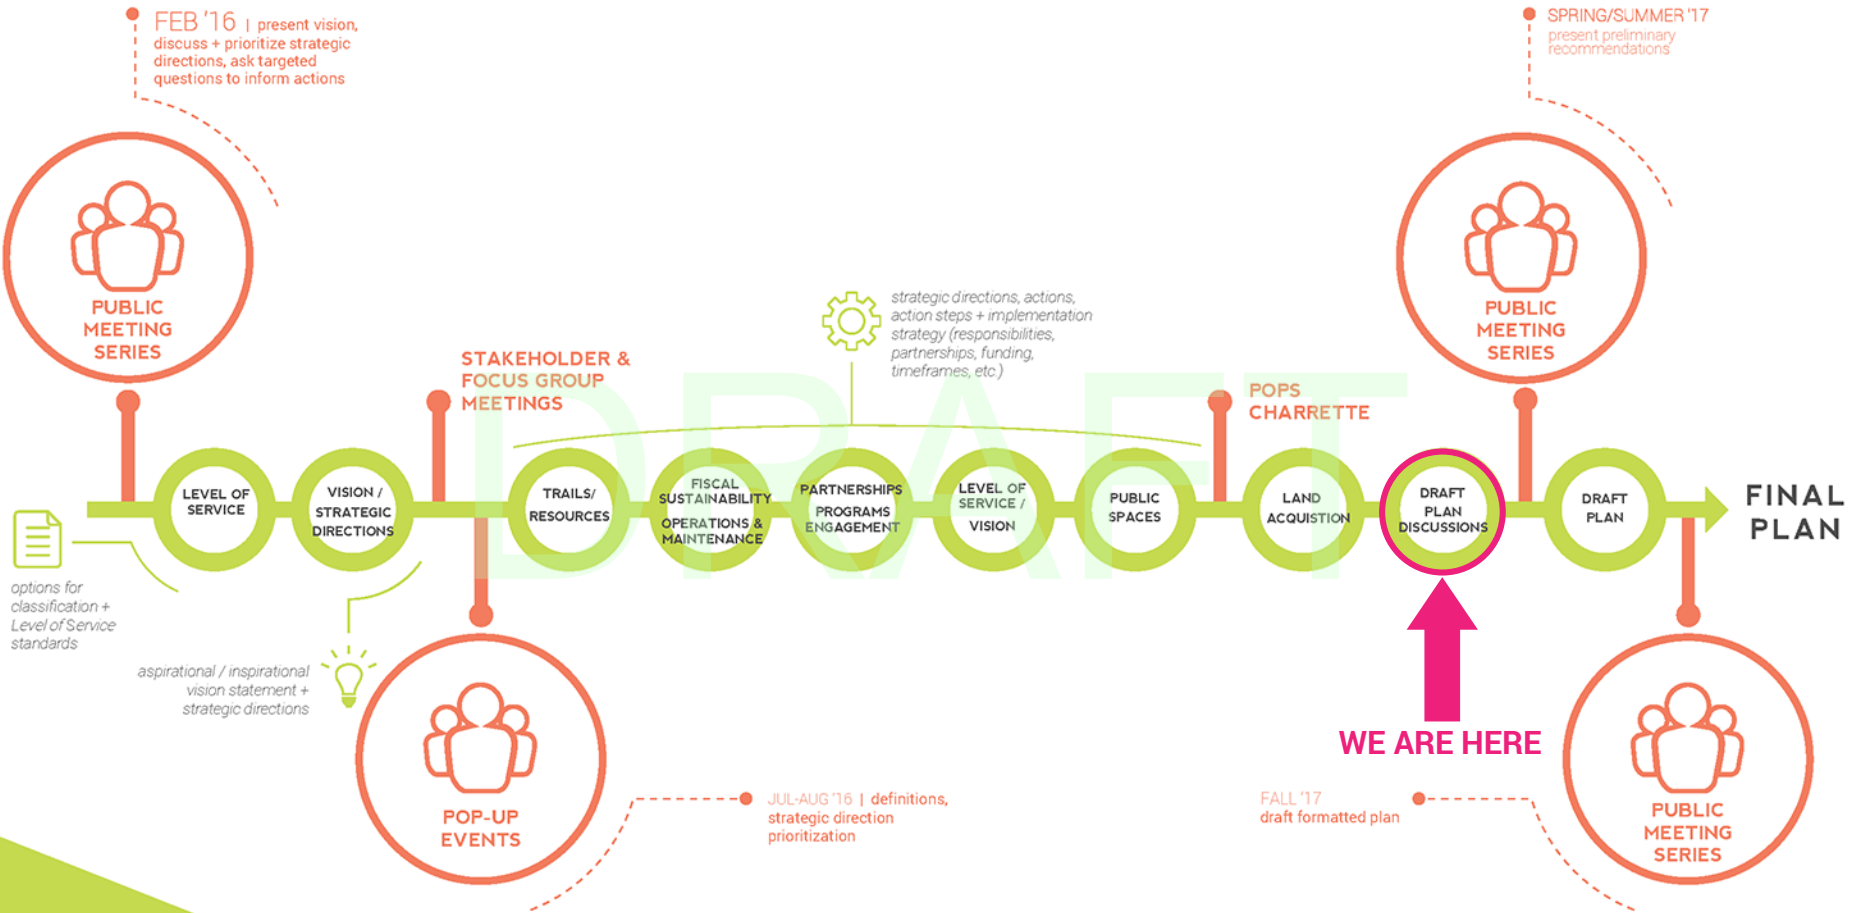 FEB '16 | present vision,
discuss + prioritize strategic
directions, ask targeted
questions to inform actions
SPRING/SUMMER '17
present preliminary
recommendations
PUBLIC
MEETING
SERIES
PUBLIC
MEETING
SERIES
strategic directions, actions,
action steps + implementation
strategy (responsibilities,
partnerships, funding,
timeframes, etc.)
STAKEHOLDER &
FOCUS GROUP
MEETINGS
POPS
CHARRETTE
DRAFT
LEVEL OF
SERVICE
VISION /
STRATEGIC
DIRECTIONS
TRAILS/
RESOURCES
FISCAL
SUSTAINABILITY
OPERATIONS &
MAINTENANCE
PARTNERSHIPS
PROGRAMS
ENGAGEMENT
LEVEL OF
SERVICE /
VISION
PUBLIC
SPACES
LAND
ACQUISTION
DRAFT
PLAN
DISCUSSIONS
DRAFT
PLAN
FINAL
PLAN
options for
classification +
Level of Service
standards
aspirational / inspirational
vision statement +
strategic directions
WE ARE HERE
POP-UP
EVENTS
JUL-AUG '16 | definitions,
strategic direction
prioritization
FALL '17
draft formatted plan
PUBLIC
MEETING
SERIES